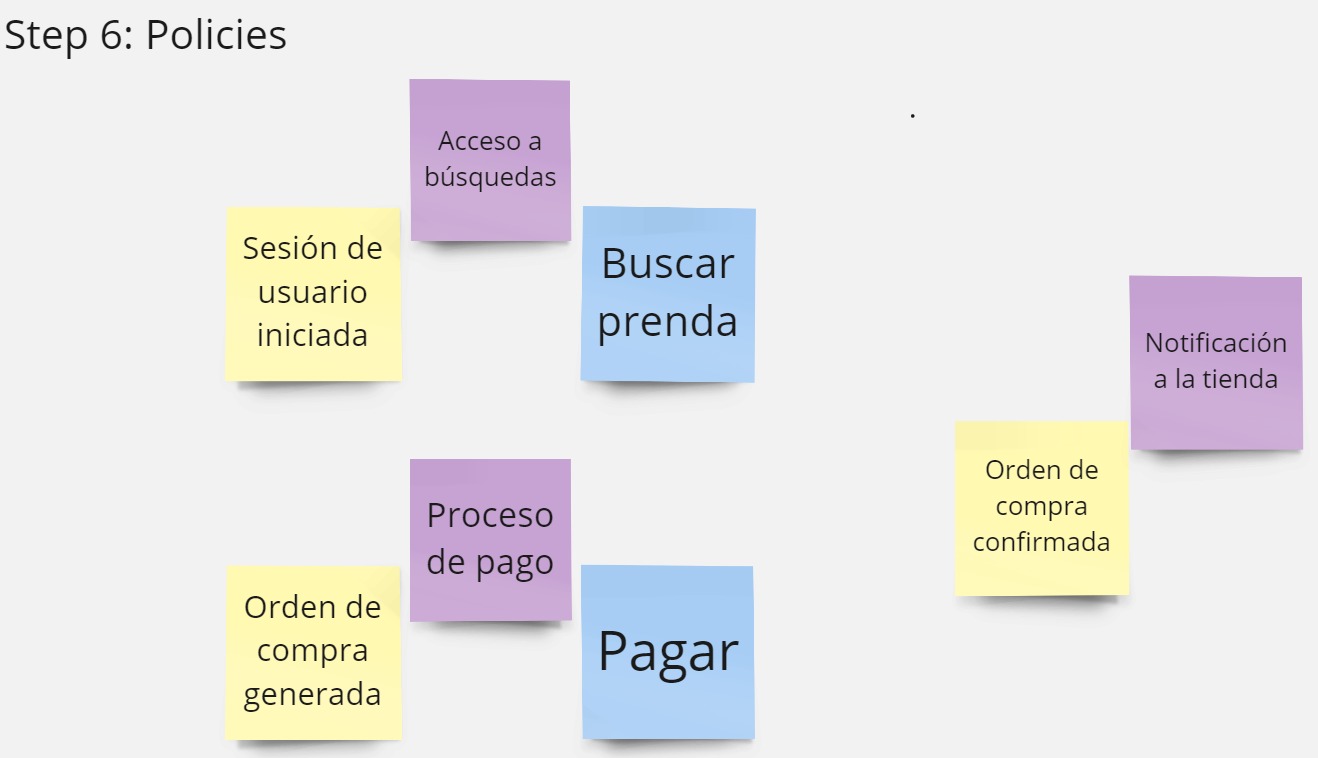 Step 6: Policies
Acceso a
búsquedas
Sesión de
usuario
iniciada
Buscar
prenda
Notificación
a la tienda
Orden de
compra
confirmada
Proceso
de pago
Orden de
compra
generada
Pagar